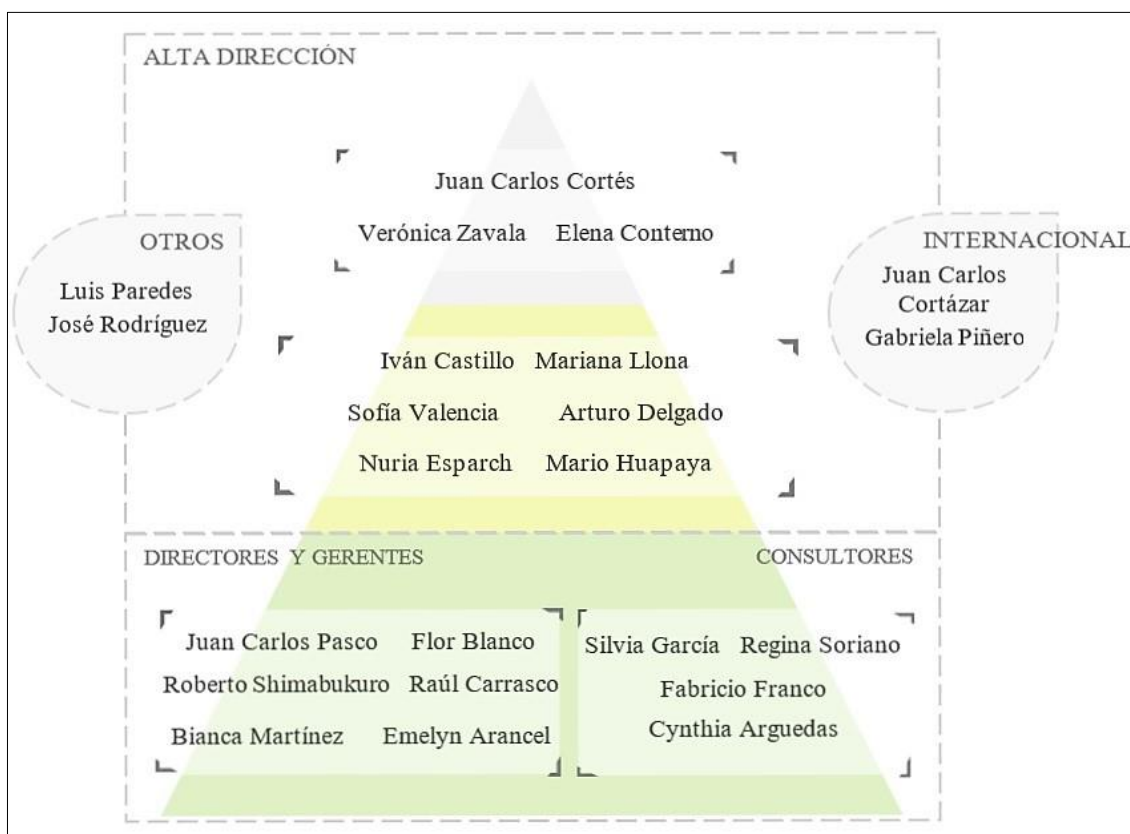 ALTA DIRECCIÓN
Juan Carlos Cortés
Verónica Zavala Elena Conterno
OTROS
Luis Paredes
José Rodríguez
INTERNACIONAL
Juan Carlos
Cortázar
Gabriela Piñero
Iván Castillo Mariana Llona
Sofía Valencia Arturo Delgado
Nuria Esparch Mario Huapaya
DIRECTORES Y GERENTES
Juan Carlos Pasco Flor Blanco
Roberto Shimabukuro Raúl Carrasco
Bianca Martínez Emelyn Arancel
CONSULTORES
Silvia García Regina Soriano
Fabricio Franco
Cynthia Arguedas